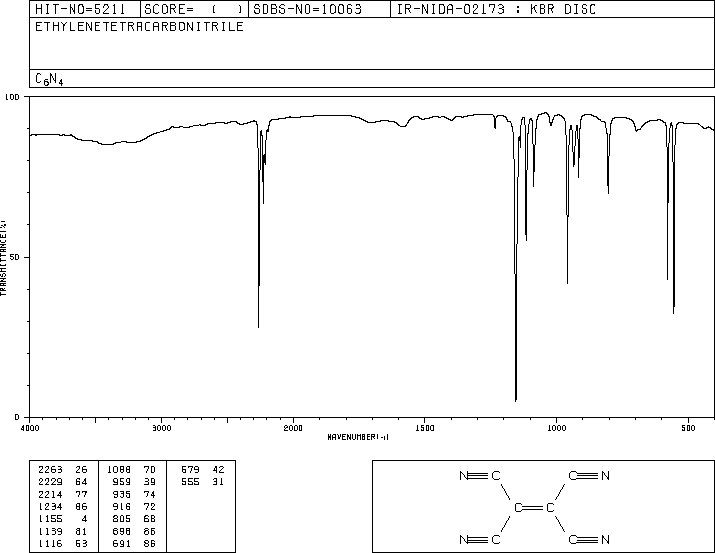 HIT-NO=5211 SCORE= ( ) SDBS-NO=10063 IR-NIDA-02173 : KBR DISC
ETHYLENETETRACARBONITRILE
C6N4
100
TRANSMITTANCE(%)
50
0
4000 3000 2000 1500 1000 500
WAVENUMBER(-1)
2263 26 1088 70 579 42
2229 64 959 39 555 31
2214 77 935 74
1234 86 916 72
1155 4 805 68
1139 81 698 86
1116 53 691 86
N C C N
C C
N C C N